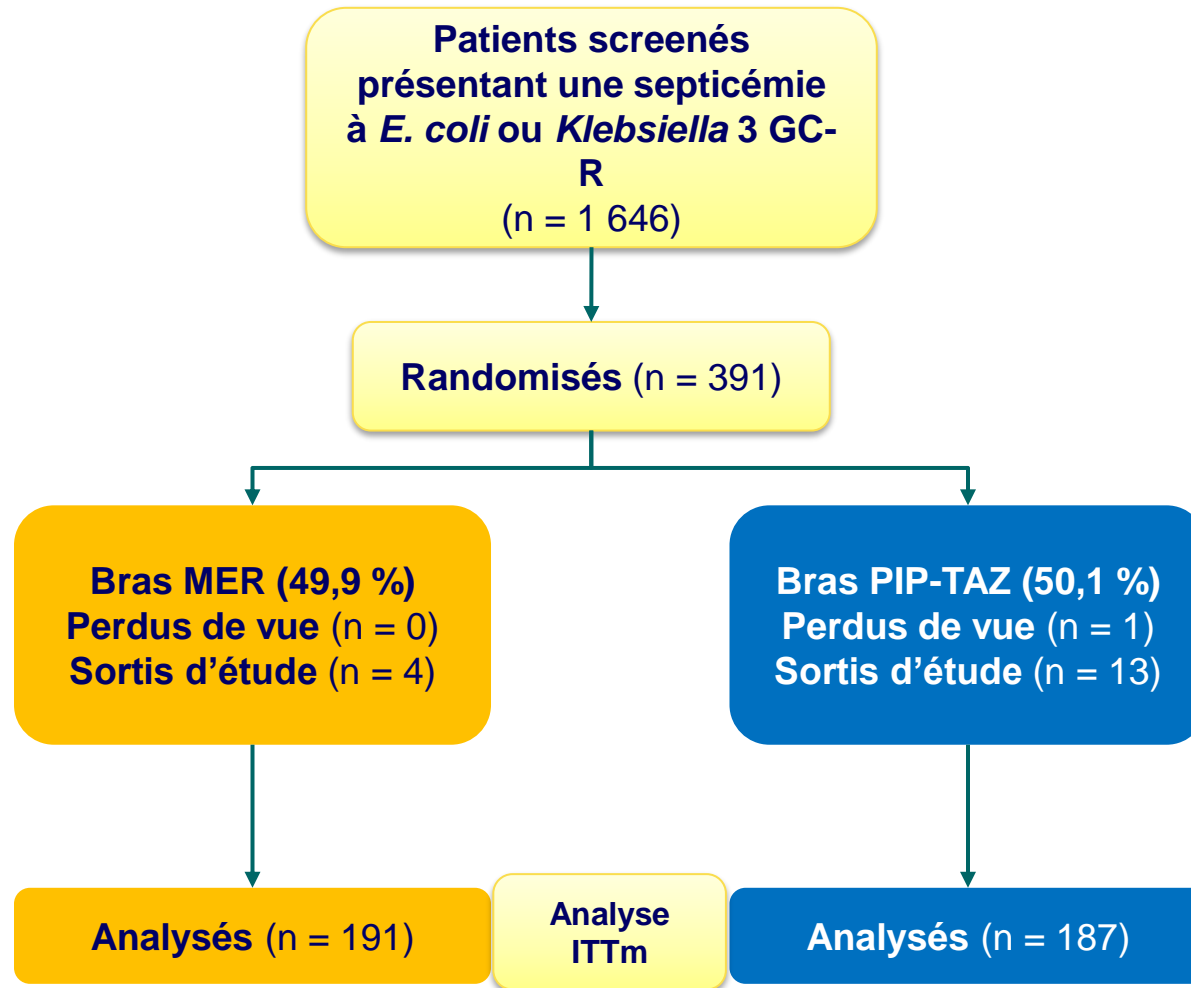 Patients screenés
présentant une septicémie
à E. coli ou Klebsiella 3 GC-
R
(n = 1 646)
Randomisés (n = 391)
Bras MER (49,9 %)
Perdus de vue (n = 0)
Sortis d’étude (n = 4)
Bras PIP-TAZ (50,1 %)
Perdus de vue (n = 1)
Sortis d’étude (n = 13)
Analysés (n = 191)
Analyse
ITTm
Analysés (n = 187)